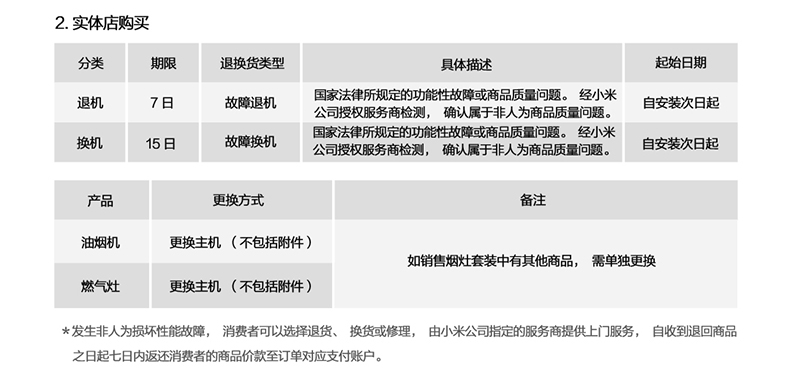 2. 实体店购买
分类 期限 退换货类型 具体描述 起始日期
退机 7 日 故障退机 国家法律所规定的功能性故障或商品质量问题。 经小米
公司授权服务商检测， 确认属于非人为商品质量问题。 自安装次日起
换机 15 日 故障换机 国家法律所规定的功能性故障或商品质量问题。 经小米
公司授权服务商检测， 确认属于非人为商品质量问题。 自安装次日起
产品 更换方式 备注
油烟机 更换主机 （不包括附件）
如销售烟灶套装中有其他商品， 需单独更换
燃气灶 更换主机 （不包括附件）
*发生非人为损坏性能故障， 消费者可以选择退货、 换货或修理， 由小米公司指定的服务商提供上门服务， 自收到退回商品
之日起七日内返还消费者的商品价款至订单对应支付账户。